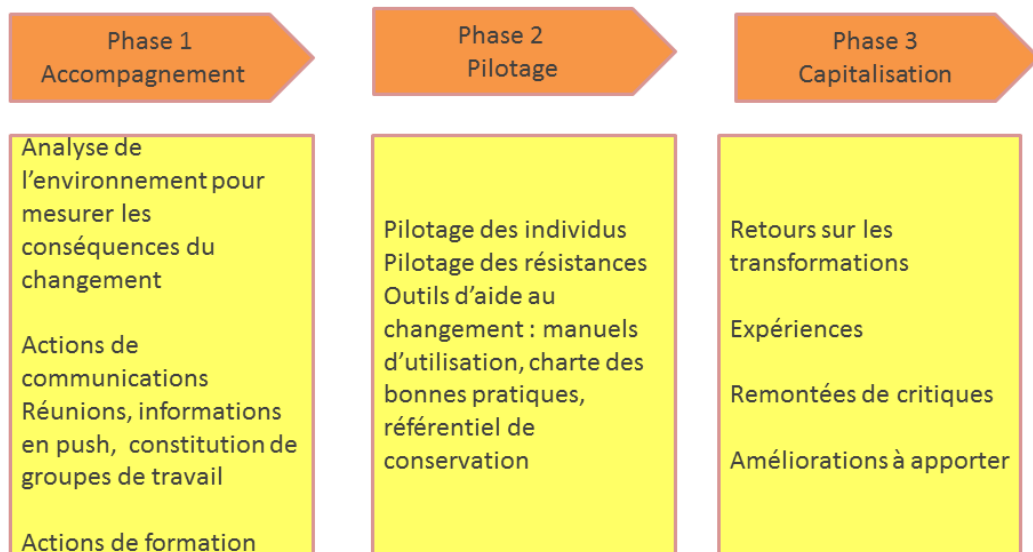 Phase 1
Accompagnement
Analyse de
l'environnement pour
mesurer les
conséquences du
changement
Actions de
communications
Réunions, informations
en push, constitution de
groupes de travail
Actions de formation
Phase 2
Pilotage
Pilotage des individus
Pilotage des résistances
Outils d'aide au
changement : manuels
d'utilisation, charte des
bonnes pratiques,
référentiel de
conservation
Phase 3
Capitalisation
Retours sur les
transformations
Expériences
Remontées de critiques
Améliorations à apporter